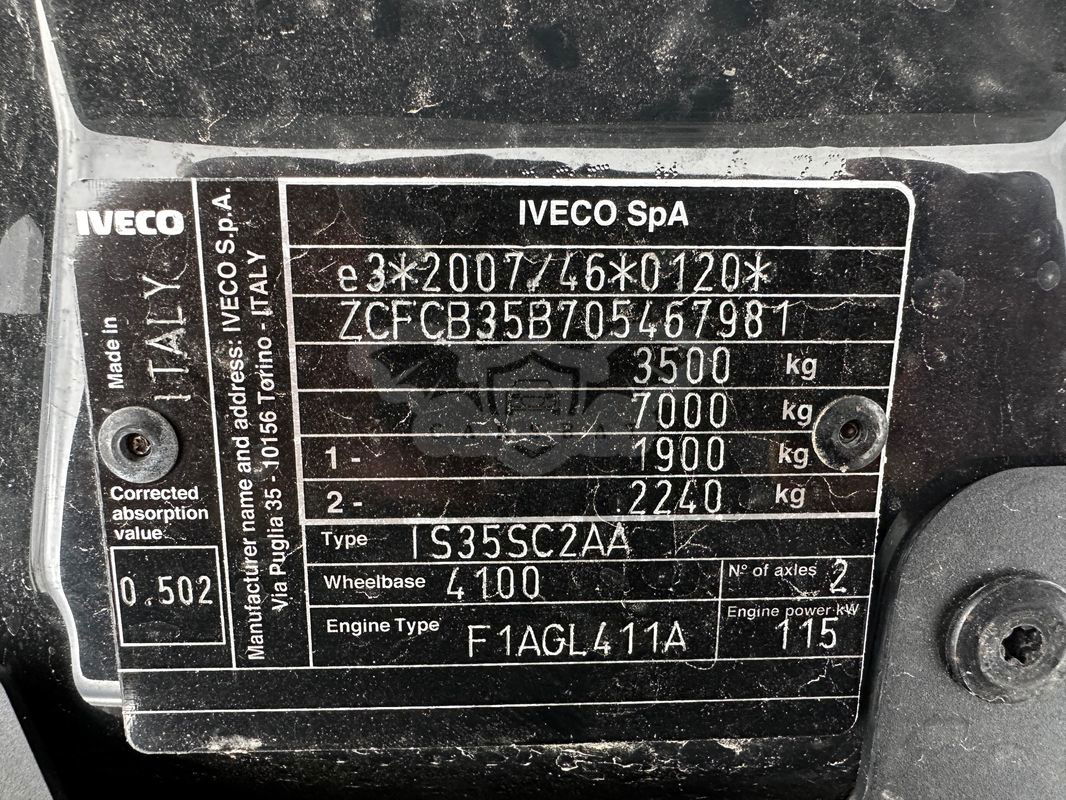 IVECO
Made in ITALY
Corrected
absorption
value
0.502
Manufacturer name and address: IVECO S.p.A.
Via Puglia 35 - 10156 Torino - ITALY
IVECO SpA
e3*2007/46*0120*
ZCFCB35B705467981
3500 kg
7000 kg
1 - 1900 kg
2 - 2240 kg
Type IS35SC2AA
Wheelbase 4100
N° of axles 2
Engine Type F1AGL411A
Engine power kW
115